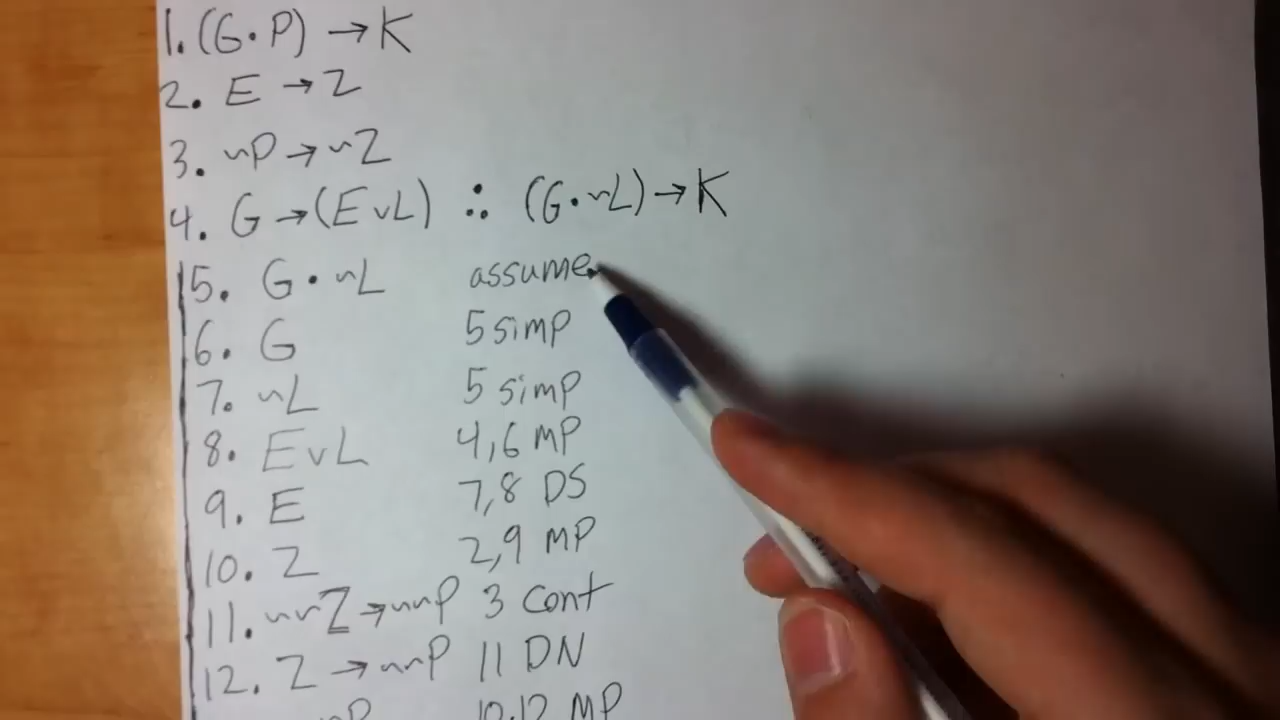 1. (G·P) → K
2. E → Z
3. ~P → ~Z
4. G → (E v L) ∴ (G·~L) → K
5. G·~L assume
6. G 5 simp
7. ~L 5 simp
8. E v L 4,6 MP
9. E 7,8 DS
10. Z 2,9 MP
11. ~~Z → ~~P 3 Cont
12. Z → ~~P 11 DN
~P 10,12 MP